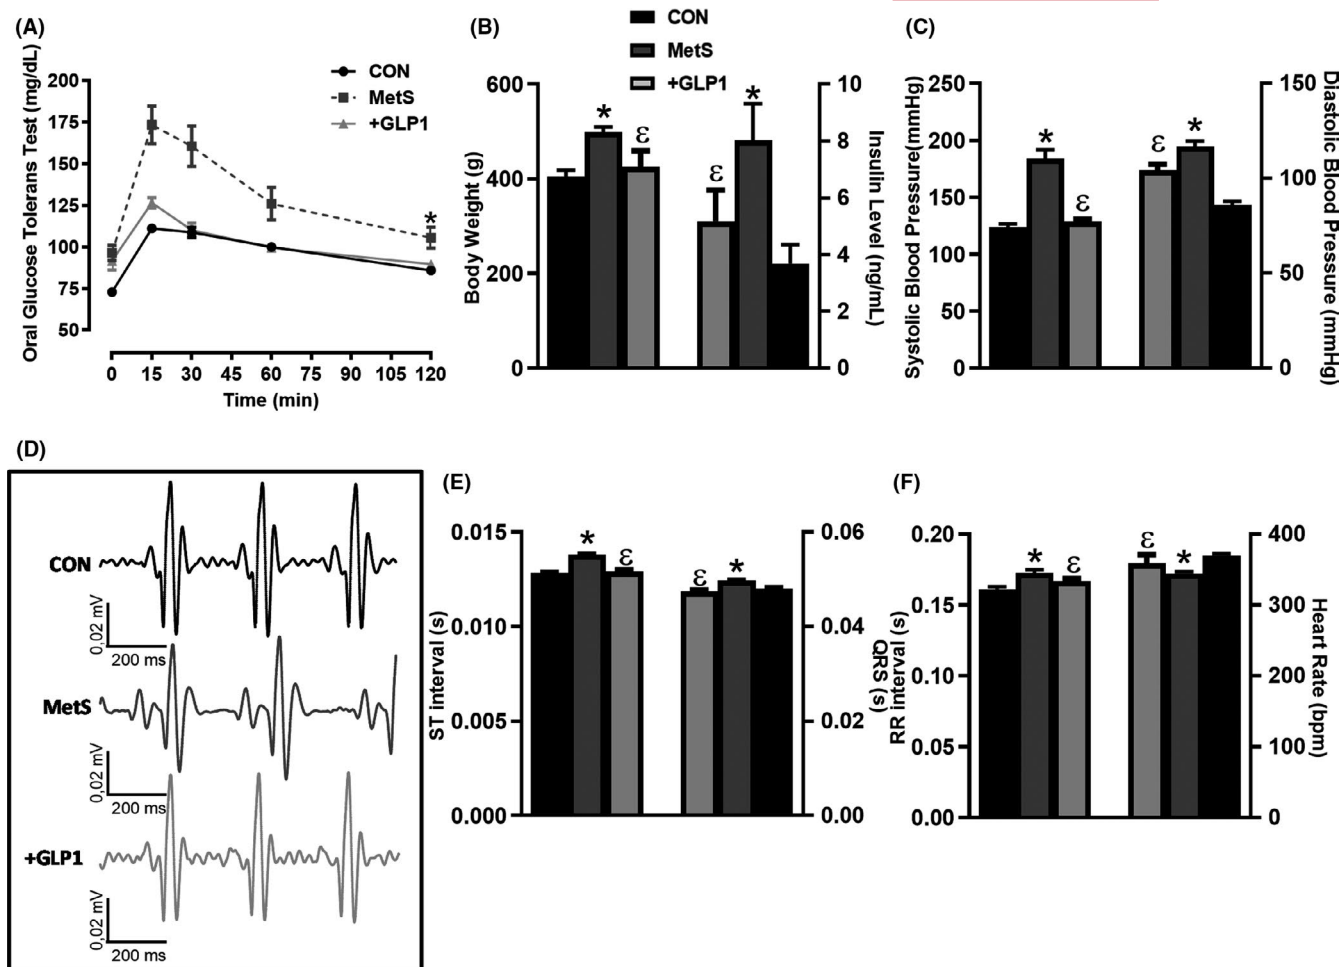 (A)
Oral Glucose Tolerans Test (mg/dL)
200
175
150
125
100
75
50
CON
MetS
+GLP1
*
0 15 30 45 60 75 90 105 120
Time (min)
(B)
CON
MetS
+GLP1
Body Weight (g)
600
400
200
0
* ε ε *
10
8
6
4
2
0
Insulin Level (ng/mL)
(C)
Systolic Blood Pressure(mmHg)
250
200
150
100
50
0
* ε ε *
150
100
50
0
Diastolic Blood Pressure (mmHg)
(D)
CON
0,02 mV
200 ms
MetS
0,02 mV
200 ms
+GLP1
0,02 mV
200 ms
(E)
ST interval (s)
0.015
0.010
0.005
0.000
* ε ε *
0.06
0.04
0.02
0.00
QRS (s)
(F)
RR interval (s)
0.20
0.15
0.10
0.05
0.00
* ε ε *
400
300
200
100
0
Heart Rate (bpm)